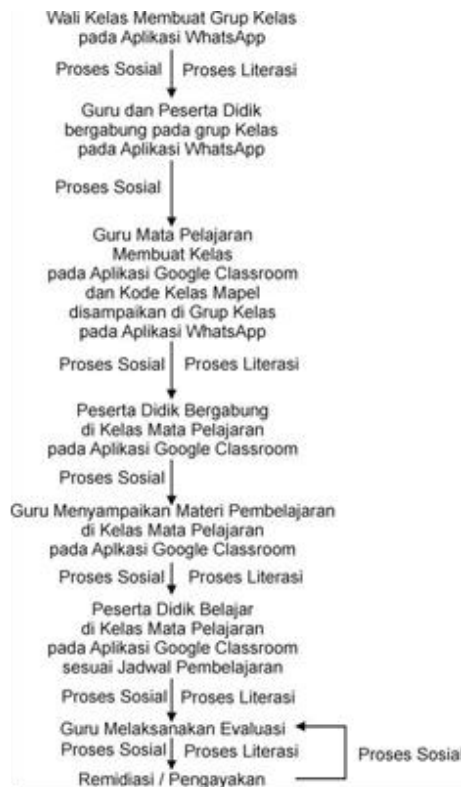 Wali Kelas Membuat Grup Kelas
pada Aplikasi WhatsApp
Proses Sosial Proses Literasi
Guru dan Peserta Didik
bergabung pada grup Kelas
pada Aplikasi WhatsApp
Proses Sosial
Guru Mata Pelajaran
Membuat Kelas
pada Aplikasi Google Classroom
dan Kode Kelas Mapel
disampaikan di Grup Kelas
pada Aplikasi WhatsApp
Proses Sosial Proses Literasi
Peserta Didik Bergabung
di Kelas Mata Pelajaran
pada Aplikasi Google Classroom
Proses Sosial
Guru Menyampaikan Materi Pembelajaran
di Kelas Mata Pelajaran
pada Aplkasi Google Classroom
Proses Sosial Proses Literasi
Peserta Didik Belajar
di Kelas Mata Pelajaran
pada Aplikasi Google Classroom
sesuai Jadwal Pembelajaran
Proses Sosial Proses Literasi
Guru Melaksanakan Evaluasi
Proses Sosial Proses Literasi Proses Sosial
Remidiasi / Pengayakan